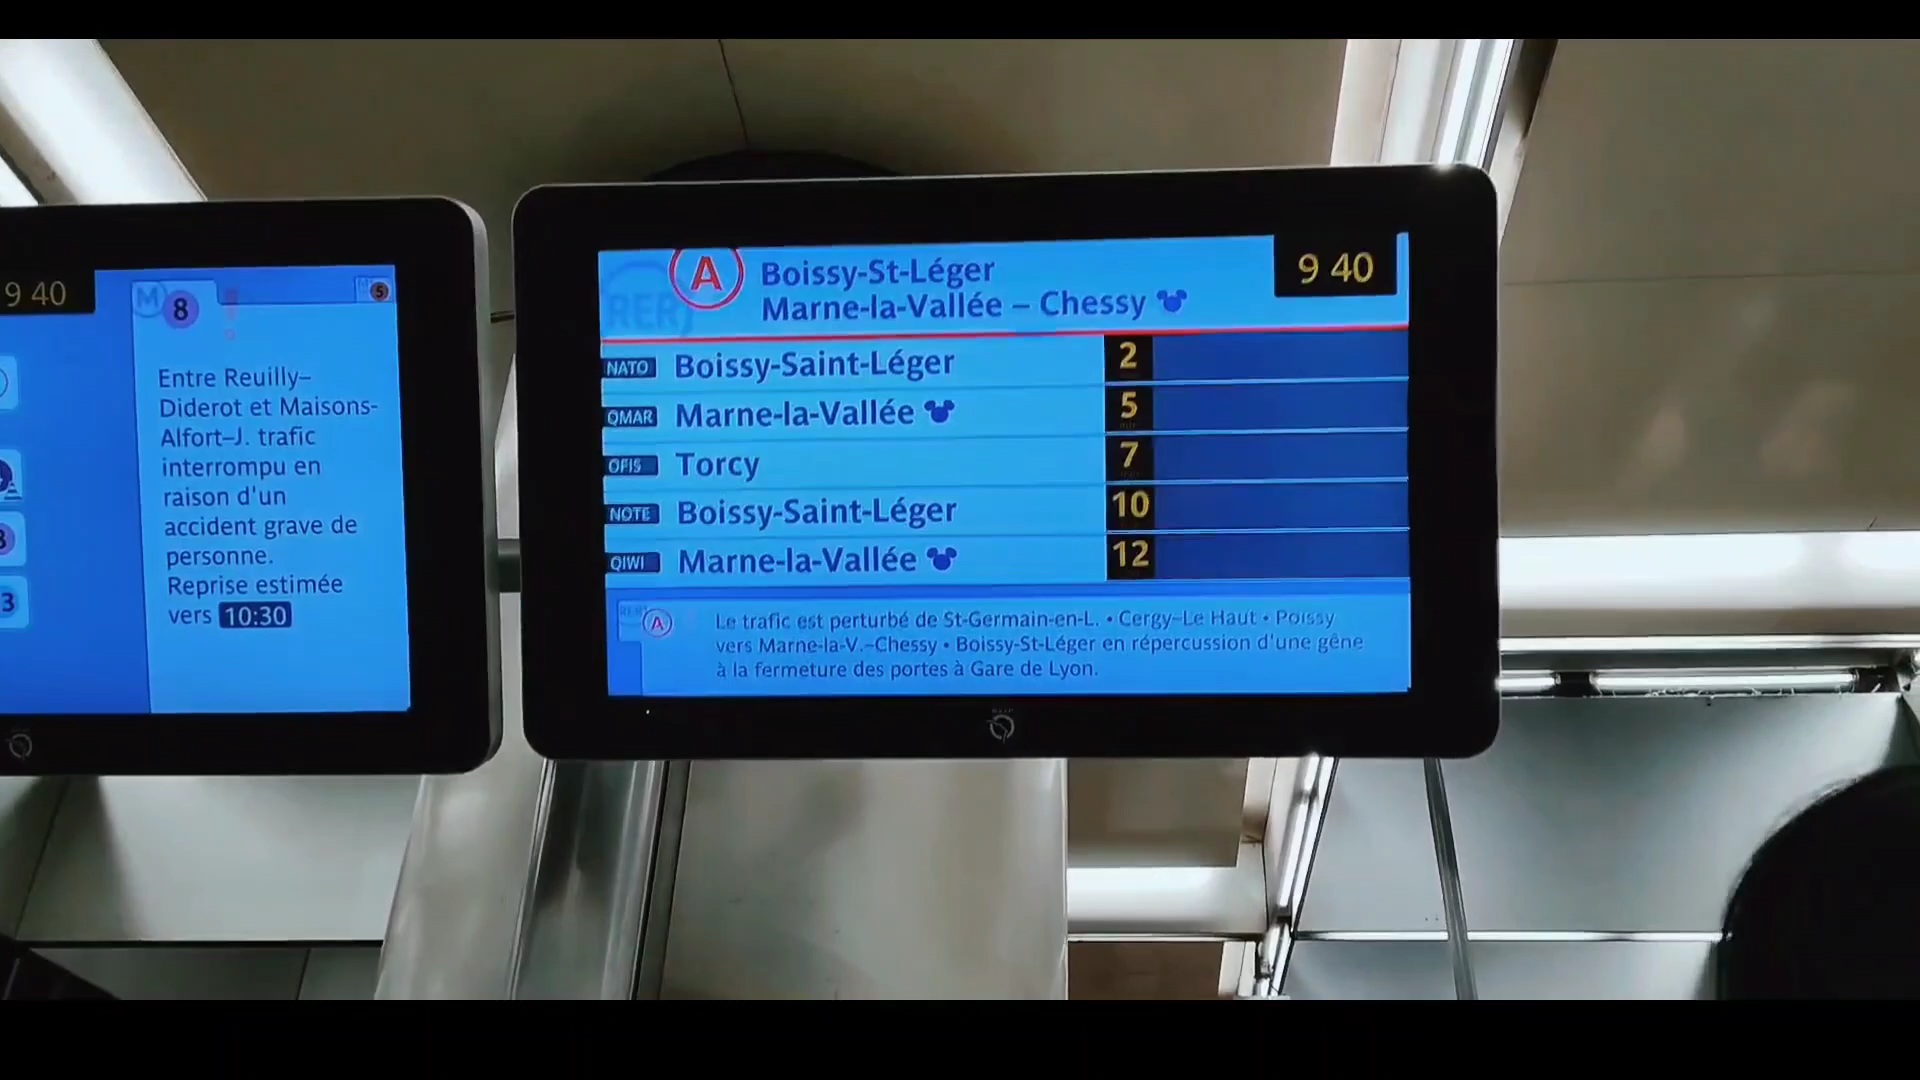 9 40
M 8
M 5
Entre Reuilly–
Diderot et Maisons-
Alfort–J. trafic
interrompu en
raison d'un
accident grave de
personne.
Reprise estimée
vers 10:30
3
RER A Boissy-St-Léger
Marne-la-Vallée – Chessy
9 40
NATO Boissy-Saint-Léger 2
QMAR Marne-la-Vallée 5
OFIS Torcy 7
NOTE Boissy-Saint-Léger 10
QIWI Marne-la-Vallée 12
RER A
Le trafic est perturbé de St-Germain-en-L. • Cergy–Le Haut • Poissy
vers Marne-la-V.–Chessy • Boissy-St-Léger en répercussion d'une gêne
à la fermeture des portes à Gare de Lyon.